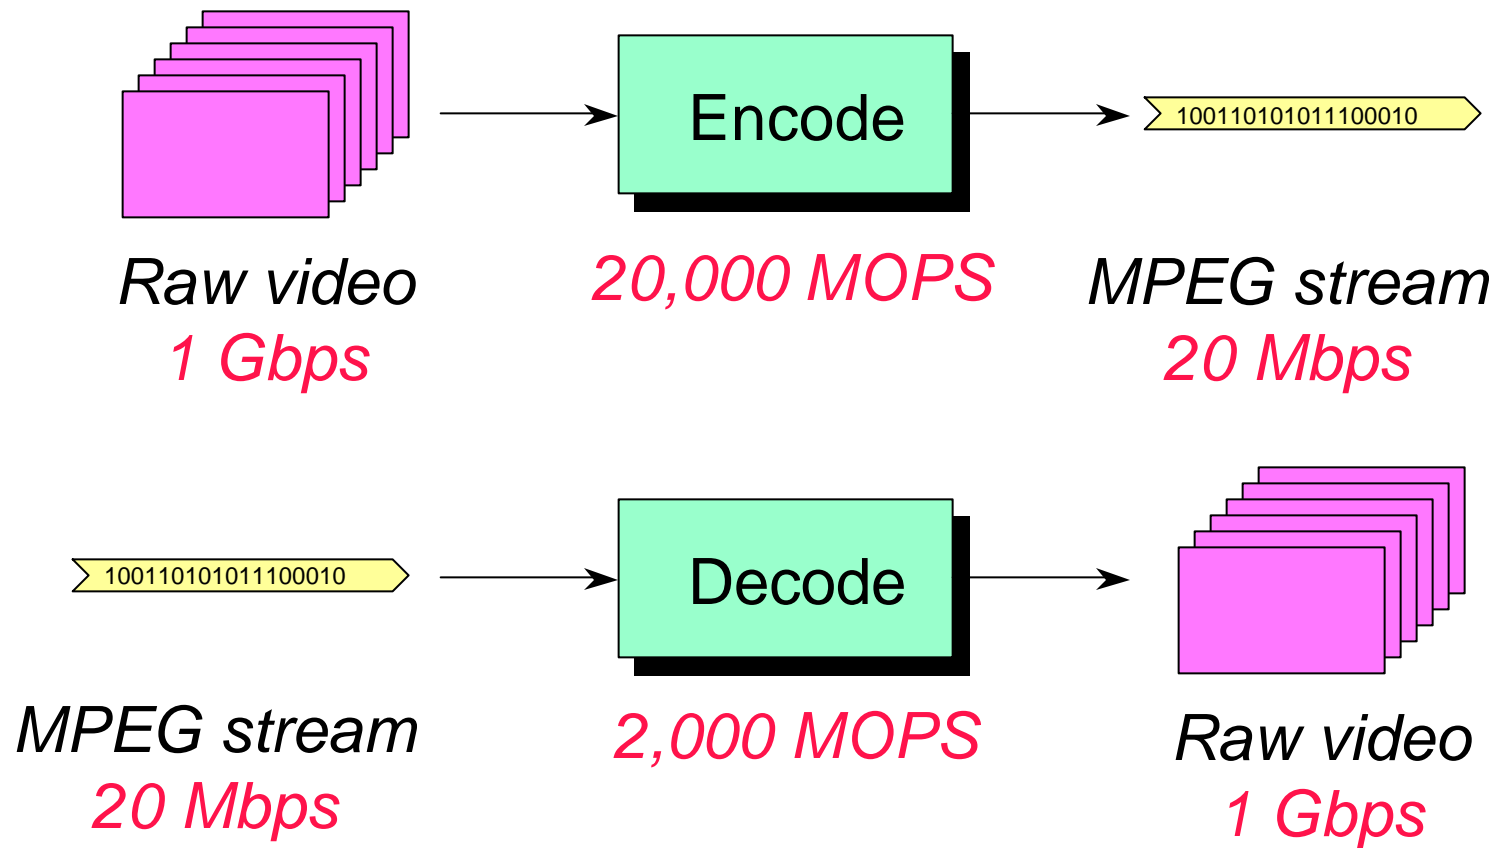 Encode
100110101011100010
Raw video
1 Gbps
20,000 MOPS
MPEG stream
20 Mbps
100110101011100010
Decode
MPEG stream
20 Mbps
2,000 MOPS
Raw video
1 Gbps